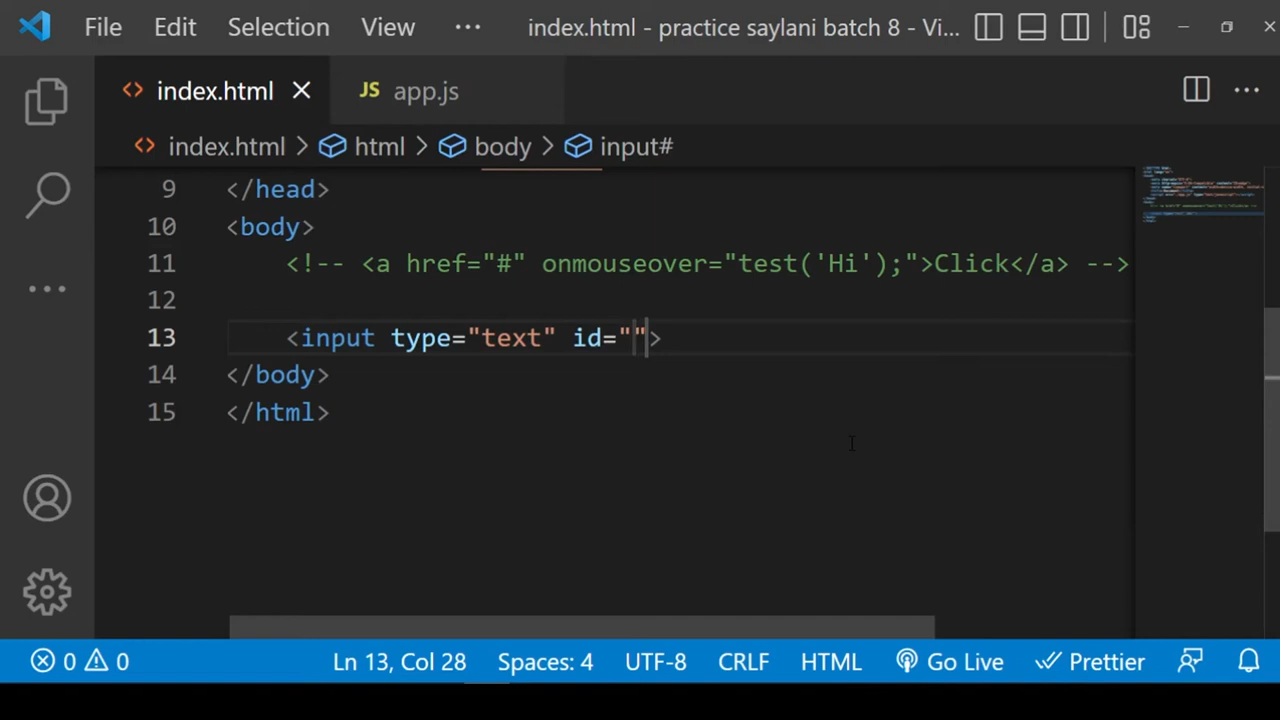 File Edit Selection View ··· index.html - practice saylani batch 8 - Vi...
index.html JS app.js
index.html > html > body > input#
9 </head>
10 <body>
11 <!-- <a href="#" onmouseover="test('Hi');">Click</a> -->
12
13 <input type="text" id="">
14 </body>
15 </html>
0 0 Ln 13, Col 28 Spaces: 4 UTF-8 CRLF HTML Go Live Prettier